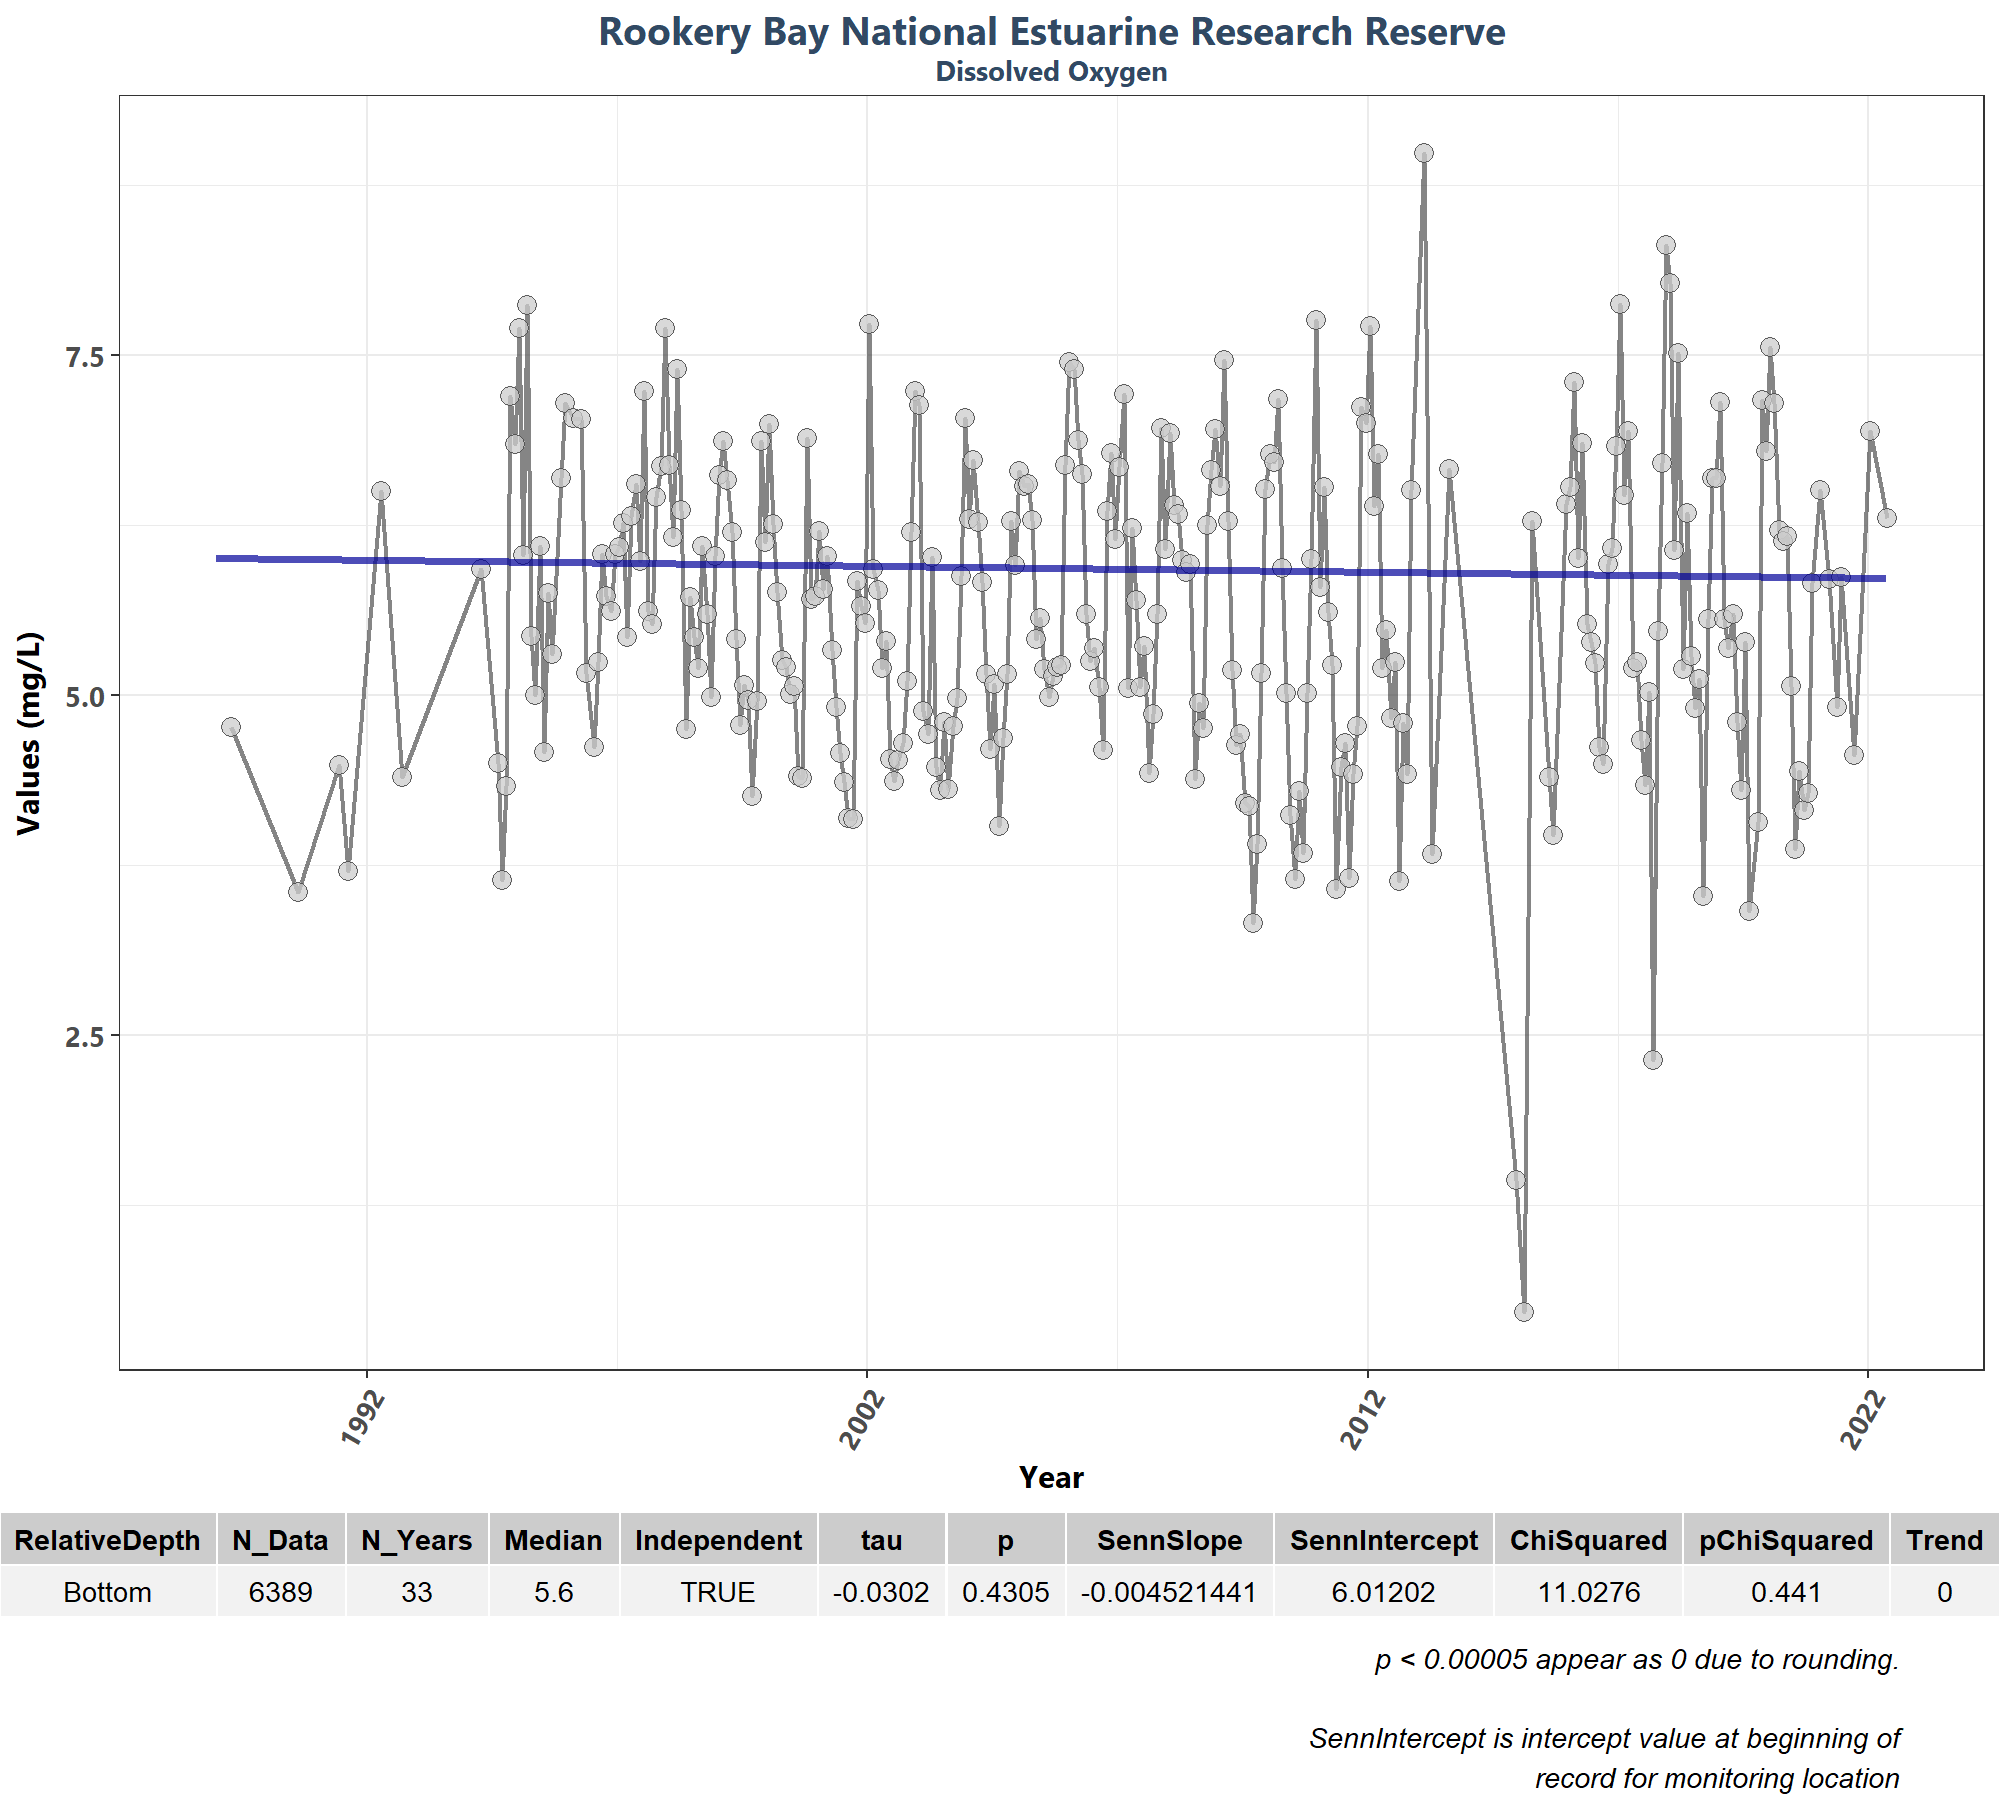 Rookery Bay National Estuarine Research Reserve
Dissolved Oxygen
Values (mg/L)
7.5
5.0
2.5
1992
2002
2012
2022
Year
RelativeDepth N_Data N_Years Median Independent tau p SennSlope SennIntercept ChiSquared pChiSquared Trend
Bottom 6389 33 5.6 TRUE -0.0302 0.4305 -0.004521441 6.01202 11.0276 0.441 0
p < 0.00005 appear as 0 due to rounding.
SennIntercept is intercept value at beginning of
record for monitoring location